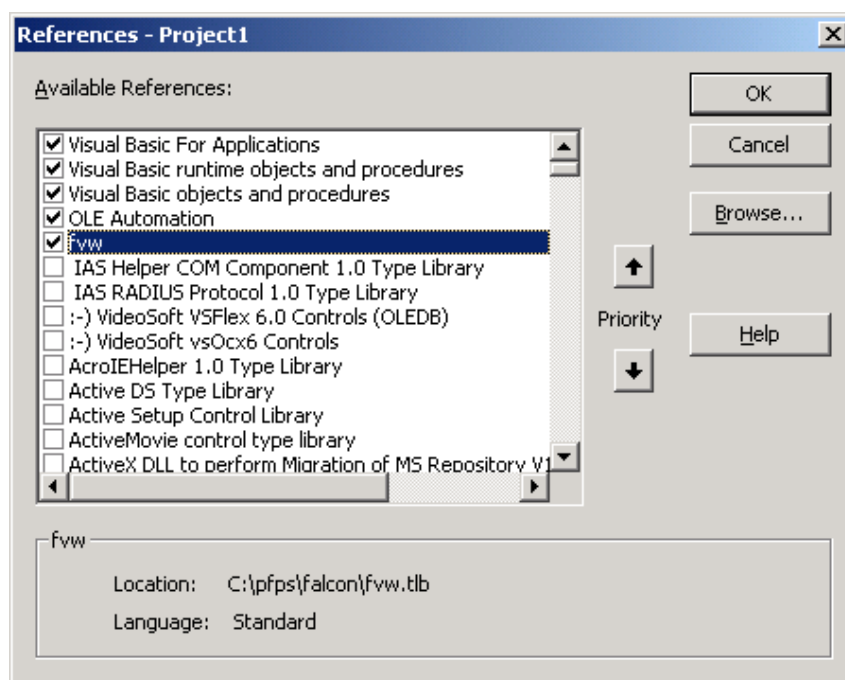 References - Project1
Available References:
OK
Cancel
Browse...
Visual Basic For Applications
Visual Basic runtime objects and procedures
Visual Basic objects and procedures
OLE Automation
fvw
IAS Helper COM Component 1.0 Type Library
IAS RADIUS Protocol 1.0 Type Library
:-) VideoSoft VSFlex 6.0 Controls (OLEDB)
:-) VideoSoft vsOcx6 Controls
AcroIEHelper 1.0 Type Library
Active DS Type Library
Active Setup Control Library
ActiveMovie control type library
ActiveX DLL to perform Migration of MS Repository V1
Priority
Help
fvw
Location: C:\pfps\falcon\fvw.tlb
Language: Standard